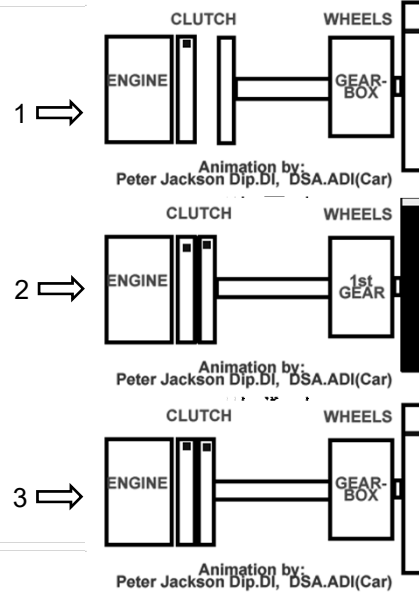 CLUTCH WHEELS
ENGINE GEAR-
BOX
1
Animation by:
Peter Jackson Dip.DI, DSA.ADI(Car)
CLUTCH WHEELS
ENGINE 1st
GEAR
2
Animation by:
Peter Jackson Dip.DI, DSA.ADI(Car)
CLUTCH WHEELS
ENGINE GEAR-
BOX
3
Animation by:
Peter Jackson Dip.DI, DSA.ADI(Car)